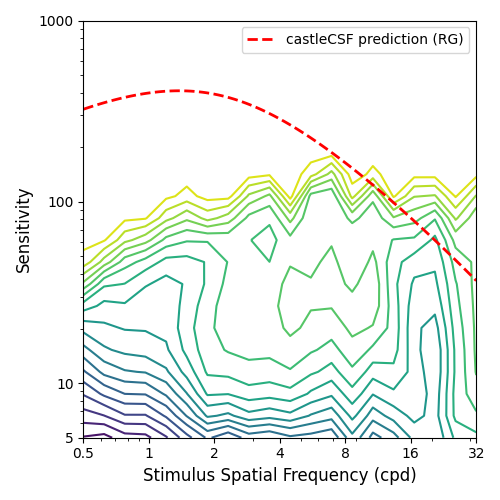 1000
castleCSF prediction (RG)
100
Sensitivity
10
5
0.5 1 2 4 8 16 32
Stimulus Spatial Frequency (cpd)